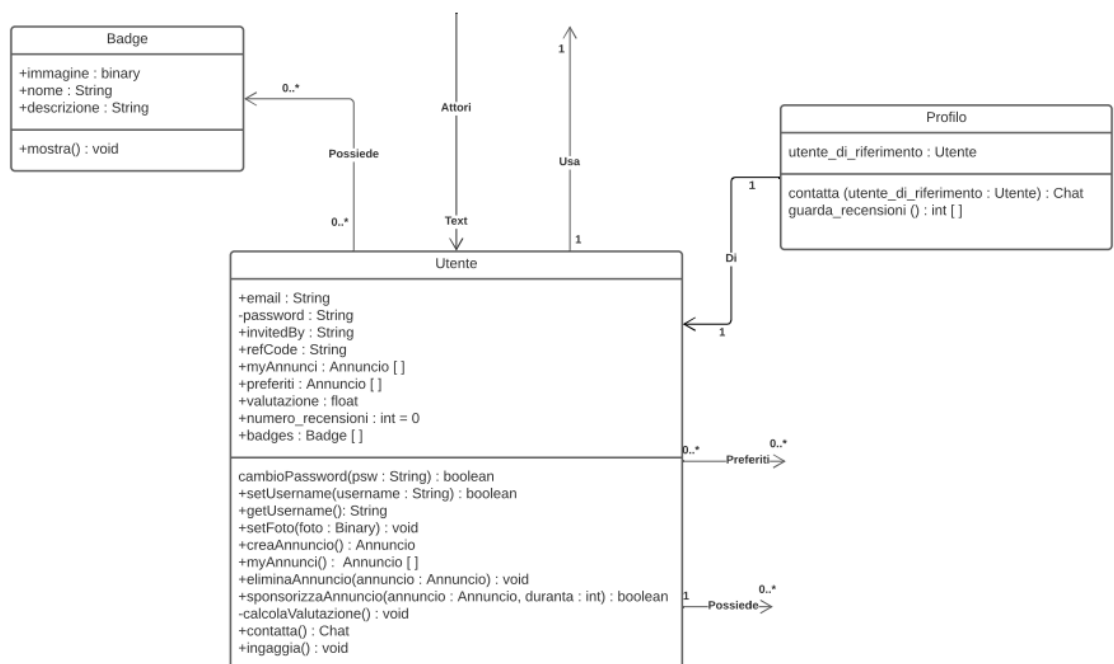 Badge
+immagine : binary
+nome : String
+descrizione : String
+mostra() : void
0..*
Possiede
0..*
Attori
Text
1
Usa
1
Profilo
utente_di_riferimento : Utente
contatta (utente_di_riferimento : Utente) : Chat
guarda_recensioni () : int [ ]
1
Di
1
Utente
+email : String
-password : String
+invitedBy : String
+refCode : String
+myAnnunci : Annuncio [ ]
+preferiti : Annuncio [ ]
+valutazione : float
+numero_recensioni : int = 0
+badges : Badge [ ]
cambioPassword(psw : String) : boolean
+setUsername(username : String) : boolean
+getUsername(): String
+setFoto(foto : Binary) : void
+creaAnnuncio() : Annuncio
+myAnnunci() : Annuncio [ ]
+eliminaAnnuncio(annuncio : Annuncio) : void
+sponsorizzaAnnuncio(annuncio : Annuncio, duranta : int) : boolean
-calcolaValutazione() : void
+contatta() : Chat
+ingaggia() : void
0..*
Preferiti
0..*
1
Possiede
0..*